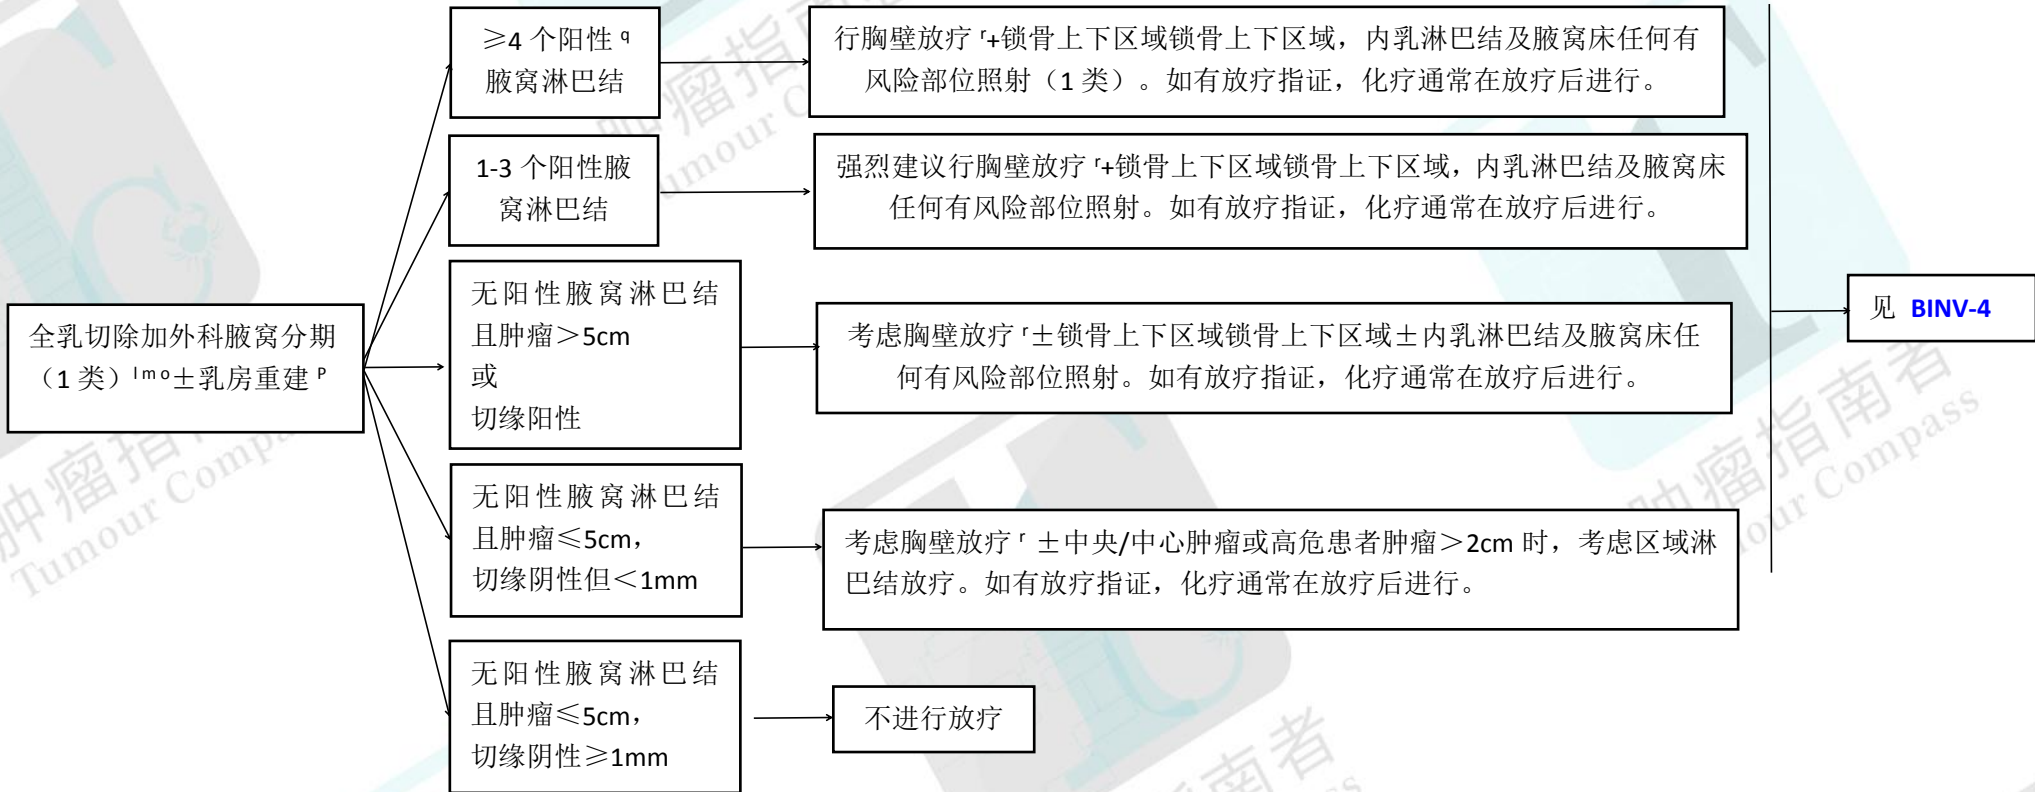 ≥4 个阳性 q
腋窝淋巴结
行胸壁放疗 r+锁骨上下区域锁骨上下区域，内乳淋巴结及腋窝床任何有
风险部位照射（1 类）。如有放疗指证，化疗通常在放疗后进行。
1-3 个阳性腋
窝淋巴结
强烈建议行胸壁放疗 r+锁骨上下区域锁骨上下区域，内乳淋巴结及腋窝床
任何有风险部位照射。如有放疗指证，化疗通常在放疗后进行。
全乳切除加外科腋窝分期
（1 类）l m o±乳房重建 P
无阳性腋窝淋巴结
且肿瘤＞5cm
或
切缘阳性
考虑胸壁放疗 r±锁骨上下区域锁骨上下区域±内乳淋巴结及腋窝床任
何有风险部位照射。如有放疗指证，化疗通常在放疗后进行。
见 BINV-4
无阳性腋窝淋巴结
且肿瘤≤5cm，
切缘阴性但＜1mm
考虑胸壁放疗 r ±中央/中心肿瘤或高危患者肿瘤＞2cm 时，考虑区域淋
巴结放疗。如有放疗指证，化疗通常在放疗后进行。
无阳性腋窝淋巴结
且肿瘤≤5cm，
切缘阴性≥1mm
不进行放疗
肿瘤指南者
Tumour Compass